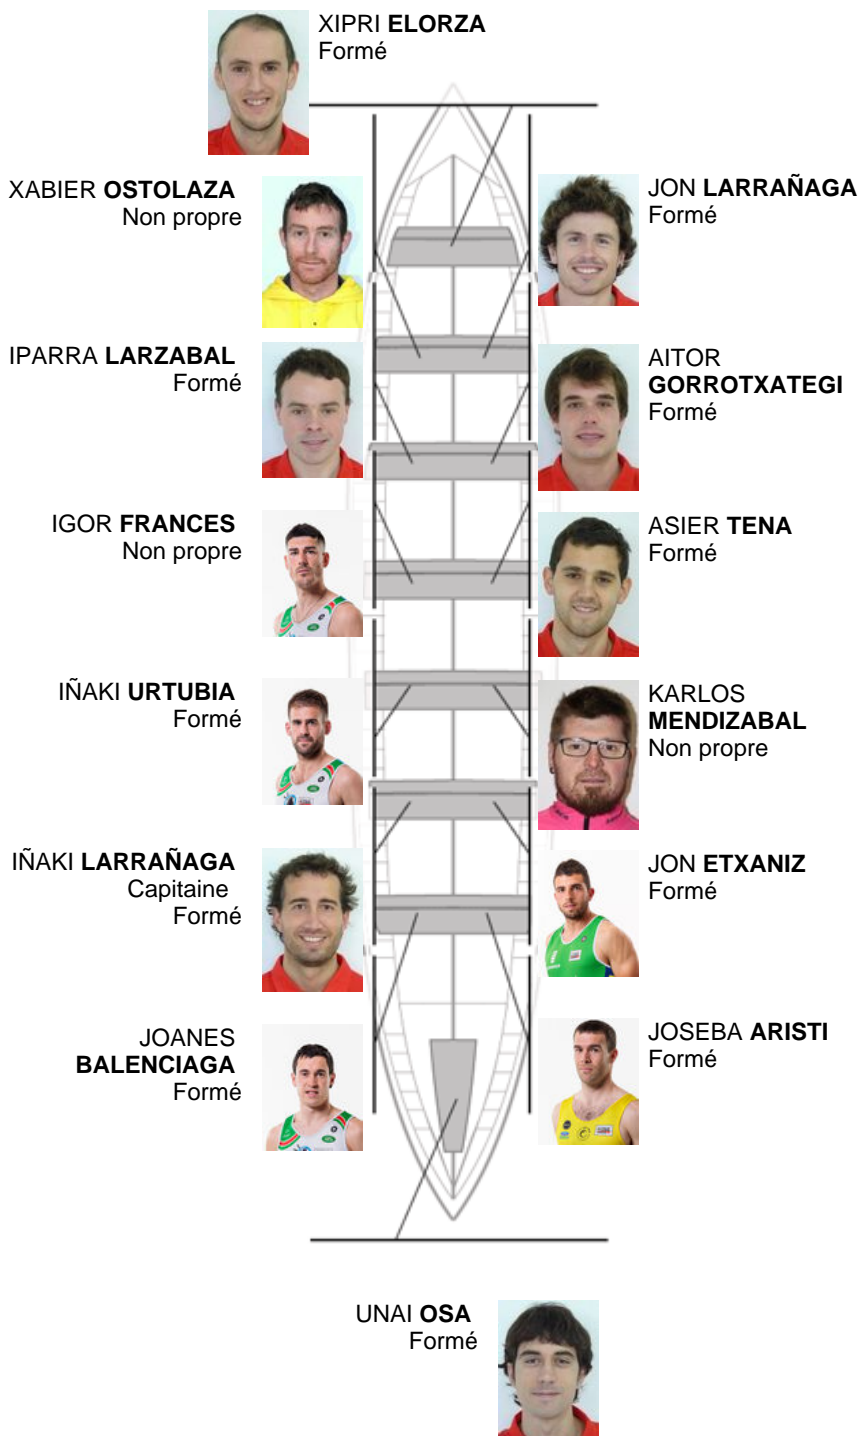 XIPRI ELORZA
Formé
XABIER OSTOLAZA
Non propre
JON LARRAÑAGA
Formé
IPARRA LARZABAL
Formé
AITOR
GORROTXATEGI
Formé
IGOR FRANCES
Non propre
ASIER TENA
Formé
IÑAKI URTUBIA
Formé
KARLOS
MENDIZABAL
Non propre
IÑAKI LARRAÑAGA
Capitaine
Formé
JON ETXANIZ
Formé
JOANES
BALENCIAGA
Formé
JOSEBA ARISTI
Formé
UNAI OSA
Formé